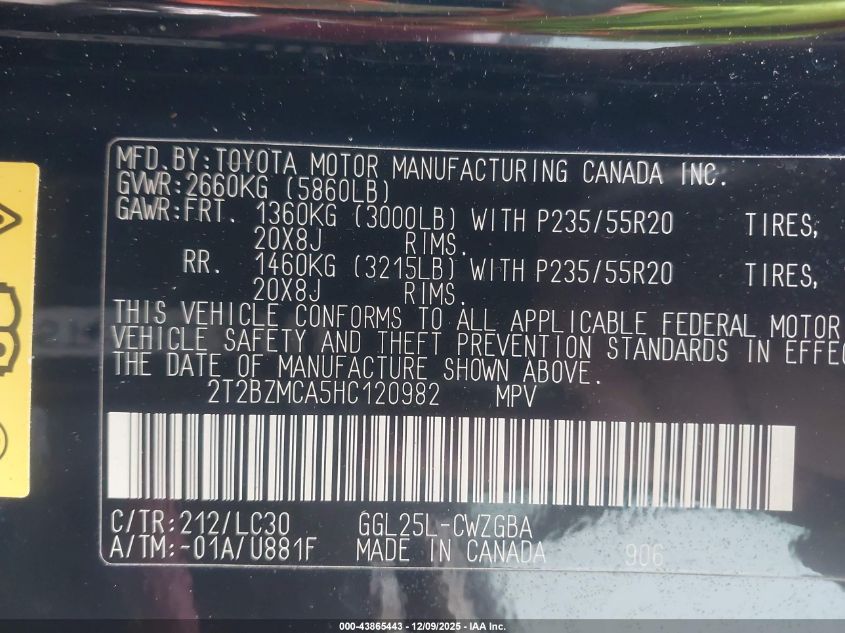 MFD.BY:TOYOTA MOTOR MANUFACTURING CANADA INC.
GVWR:2660KG (5860LB)
GAWR:FRT. 1360KG (3000LB) WITH P235/55R20 TIRES,
20X8J RIMS.
RR. 1460KG (3215LB) WITH P235/55R20 TIRES,
20X8J RIMS.
THIS VEHICLE CONFORMS TO ALL APPLICABLE FEDERAL MOTOR
VEHICLE SAFETY AND THEFT PREVENTION STANDARDS IN EFFE
THE DATE OF MANUFACTURE SHOWN ABOVE.
2T2BZMCA5HC120982 MPV
C/TR:212/LC30 GGL25L-CWZGBA
A/TM:-01A/U881F MADE IN CANADA 906
000-43865443 - 12/09/2025 - IAA Inc.